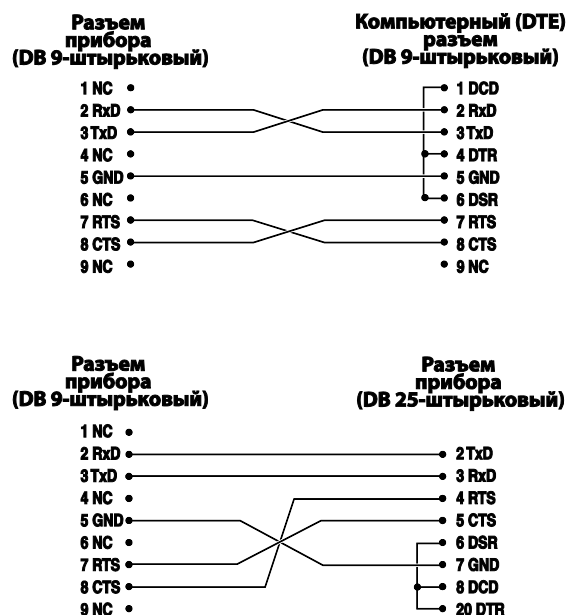 Разъем
прибора
(DB 9-штырьковый)
Компьютерный (DTE)
разъем
(DB 9-штырьковый)
1 NC
1 DCD
2 RxD
2 RxD
3 TxD
3 TxD
4 NC
4 DTR
5 GND
5 GND
6 NC
6 DSR
7 RTS
7 RTS
8 CTS
8 CTS
9 NC
9 NC
Разъем
прибора
(DB 9-штырьковый)
Разъем
прибора
(DB 25-штырьковый)
1 NC
2 RxD
2 TxD
3 TxD
3 RxD
4 NC
4 RTS
5 GND
5 CTS
6 NC
6 DSR
7 RTS
7 GND
8 CTS
8 DCD
9 NC
20 DTR